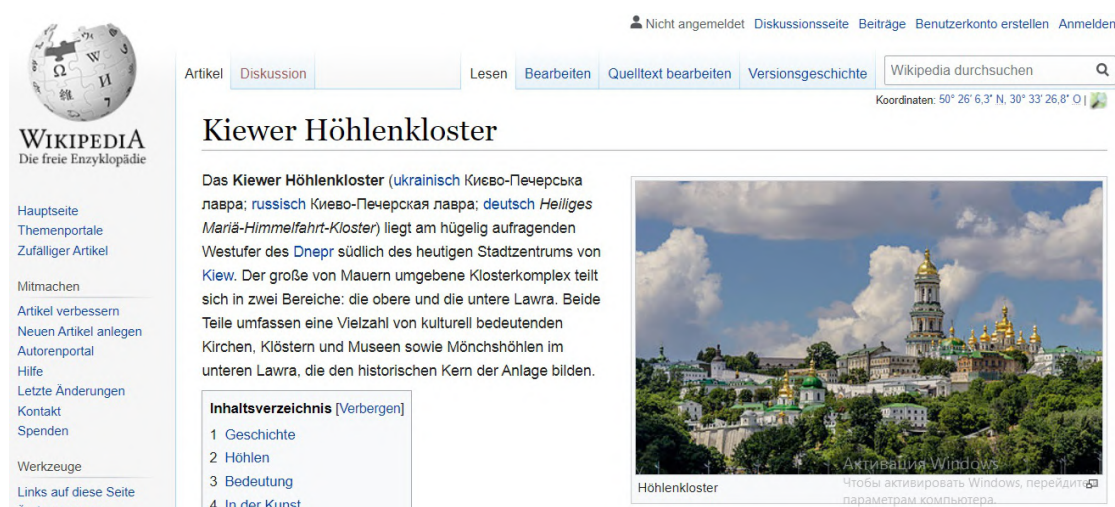 Nicht angemeldet Diskussionsseite Beiträge Benutzerkonto erstellen Anmelden
Artikel Diskussion Lesen Bearbeiten Quelltext bearbeiten Versionsgeschichte Wikipedia durchsuchen
Koordinaten: 50° 26′ 6,3″ N, 30° 33′ 26,8″ O |
WIKIPEDIA
Die freie Enzyklopädie
Hauptseite
Themenportale
Zufälliger Artikel
Mitmachen
Artikel verbessern
Neuen Artikel anlegen
Autorenportal
Hilfe
Letzte Änderungen
Kontakt
Spenden
Werkzeuge
Links auf diese Seite
Kiewer Höhlenkloster
Das Kiewer Höhlenkloster (ukrainisch Києво-Печерська
лавра; russisch Киево-Печерская лавра; deutsch Heiliges
Mariä-Himmelfahrt-Kloster) liegt am hügelig aufragenden
Westufer des Dnepr südlich des heutigen Stadtzentrums von
Kiew. Der große von Mauern umgebene Klosterkomplex teilt
sich in zwei Bereiche: die obere und die untere Lawra. Beide
Teile umfassen eine Vielzahl von kulturell bedeutenden
Kirchen, Klöstern und Museen sowie Mönchshöhlen im
unteren Lawra, die den historischen Kern der Anlage bilden.
Inhaltsverzeichnis [Verbergen]
1 Geschichte
2 Höhlen
3 Bedeutung
4 In der Kunst
Höhlenkloster
Активация Windows
Чтобы активировать Windows, перейдите
параметрам компьютера.